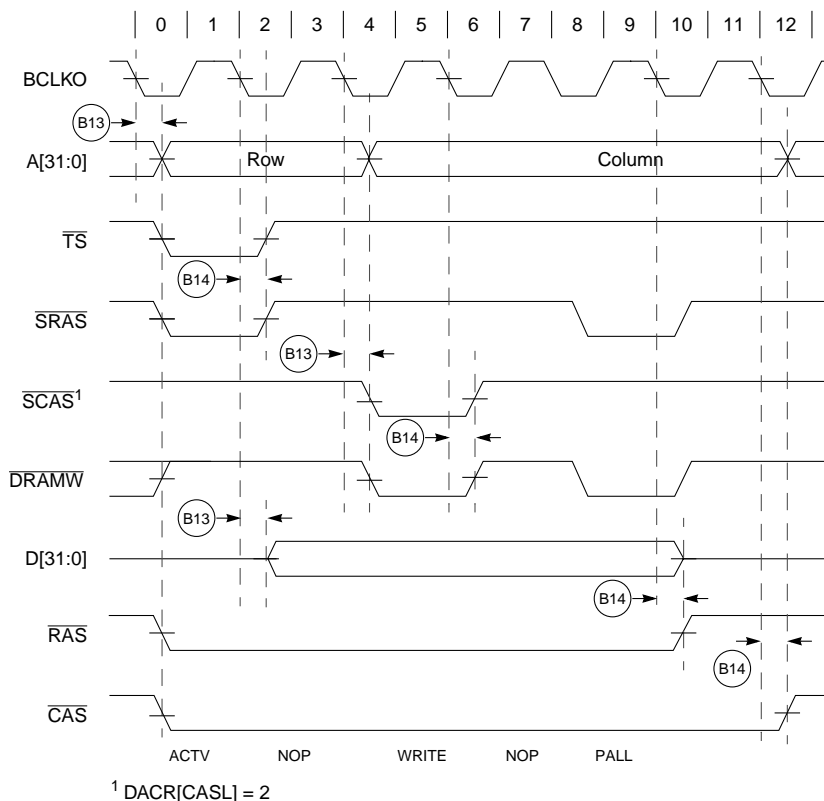 0 1 2 3 4 5 6 7 8 9 10 11 12
BCLKO
B13
A[31:0] Row Column
TS
B14
SRAS
B13
SCAS1
B14
DRAMW
B13
D[31:0]
B14
RAS
B14
CAS
ACTV NOP WRITE NOP PALL
1 DACR[CASL] = 2